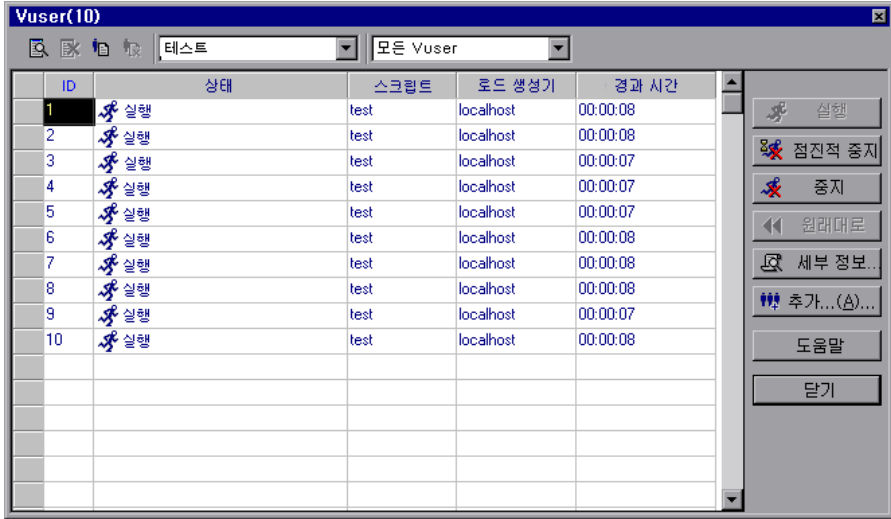 Vuser(10)
테스트 모든 Vuser
ID 상태 스크립트 로드 생성기 경과 시간
1 실행 test localhost 00:00:08
2 실행 test localhost 00:00:08
3 실행 test localhost 00:00:07
4 실행 test localhost 00:00:07
5 실행 test localhost 00:00:07
6 실행 test localhost 00:00:08
7 실행 test localhost 00:00:08
8 실행 test localhost 00:00:08
9 실행 test localhost 00:00:07
10 실행 test localhost 00:00:08
실행
점진적 중지
중지
원래대로
세부 정보...
추가...(A)...
도움말
닫기